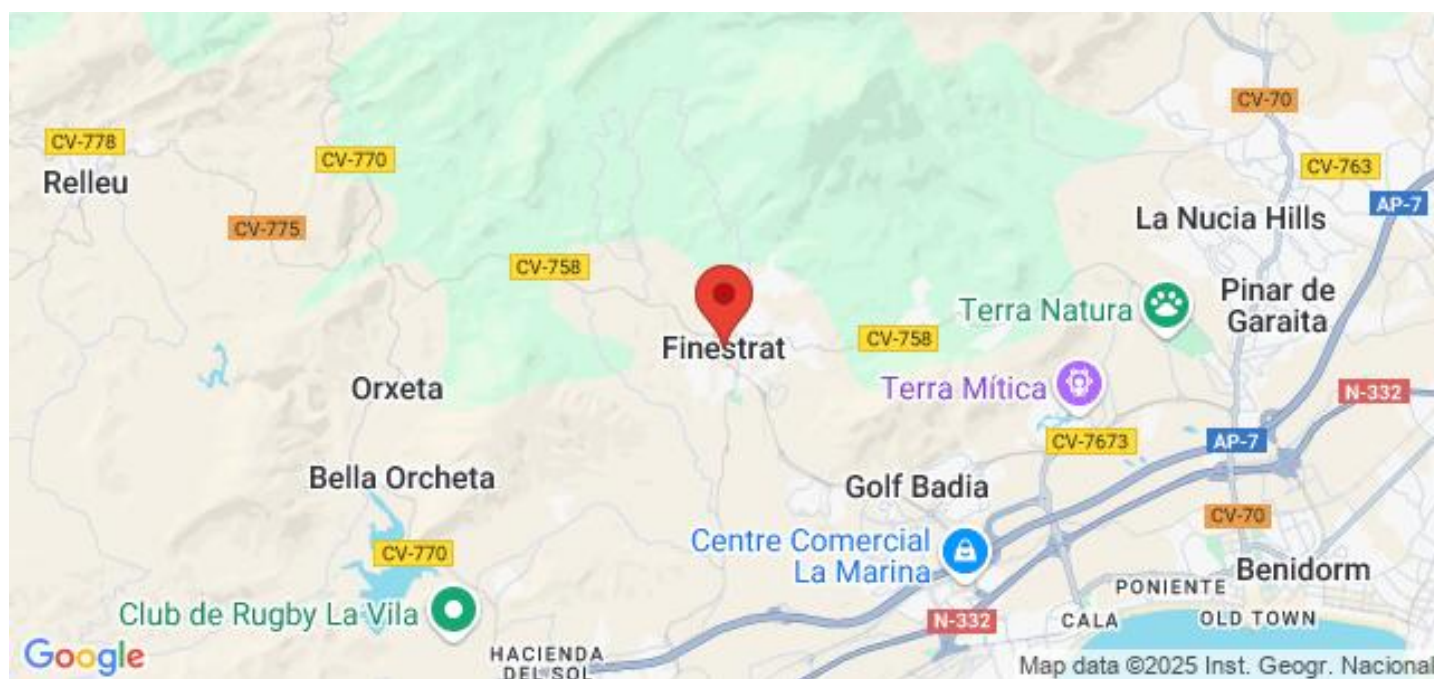 CV-70
CV-778
CV-770
CV-763
Relleu
AP-7
La Nucia Hills
CV-775
CV-758
Pinar de
Garaita
Terra Natura
CV-758
Finestrat
Orxeta
Terra Mítica
N-332
CV-7673
AP-7
Bella Orcheta
Golf Badia
CV-70
Centre Comercial
La Marina
CV-770
Benidorm
PONIENTE
Club de Rugby La Vila
N-332
CALA
OLD TOWN
HACIENDA
DEL SOL
Google
Map data ©2025 Inst. Geogr. Nacional